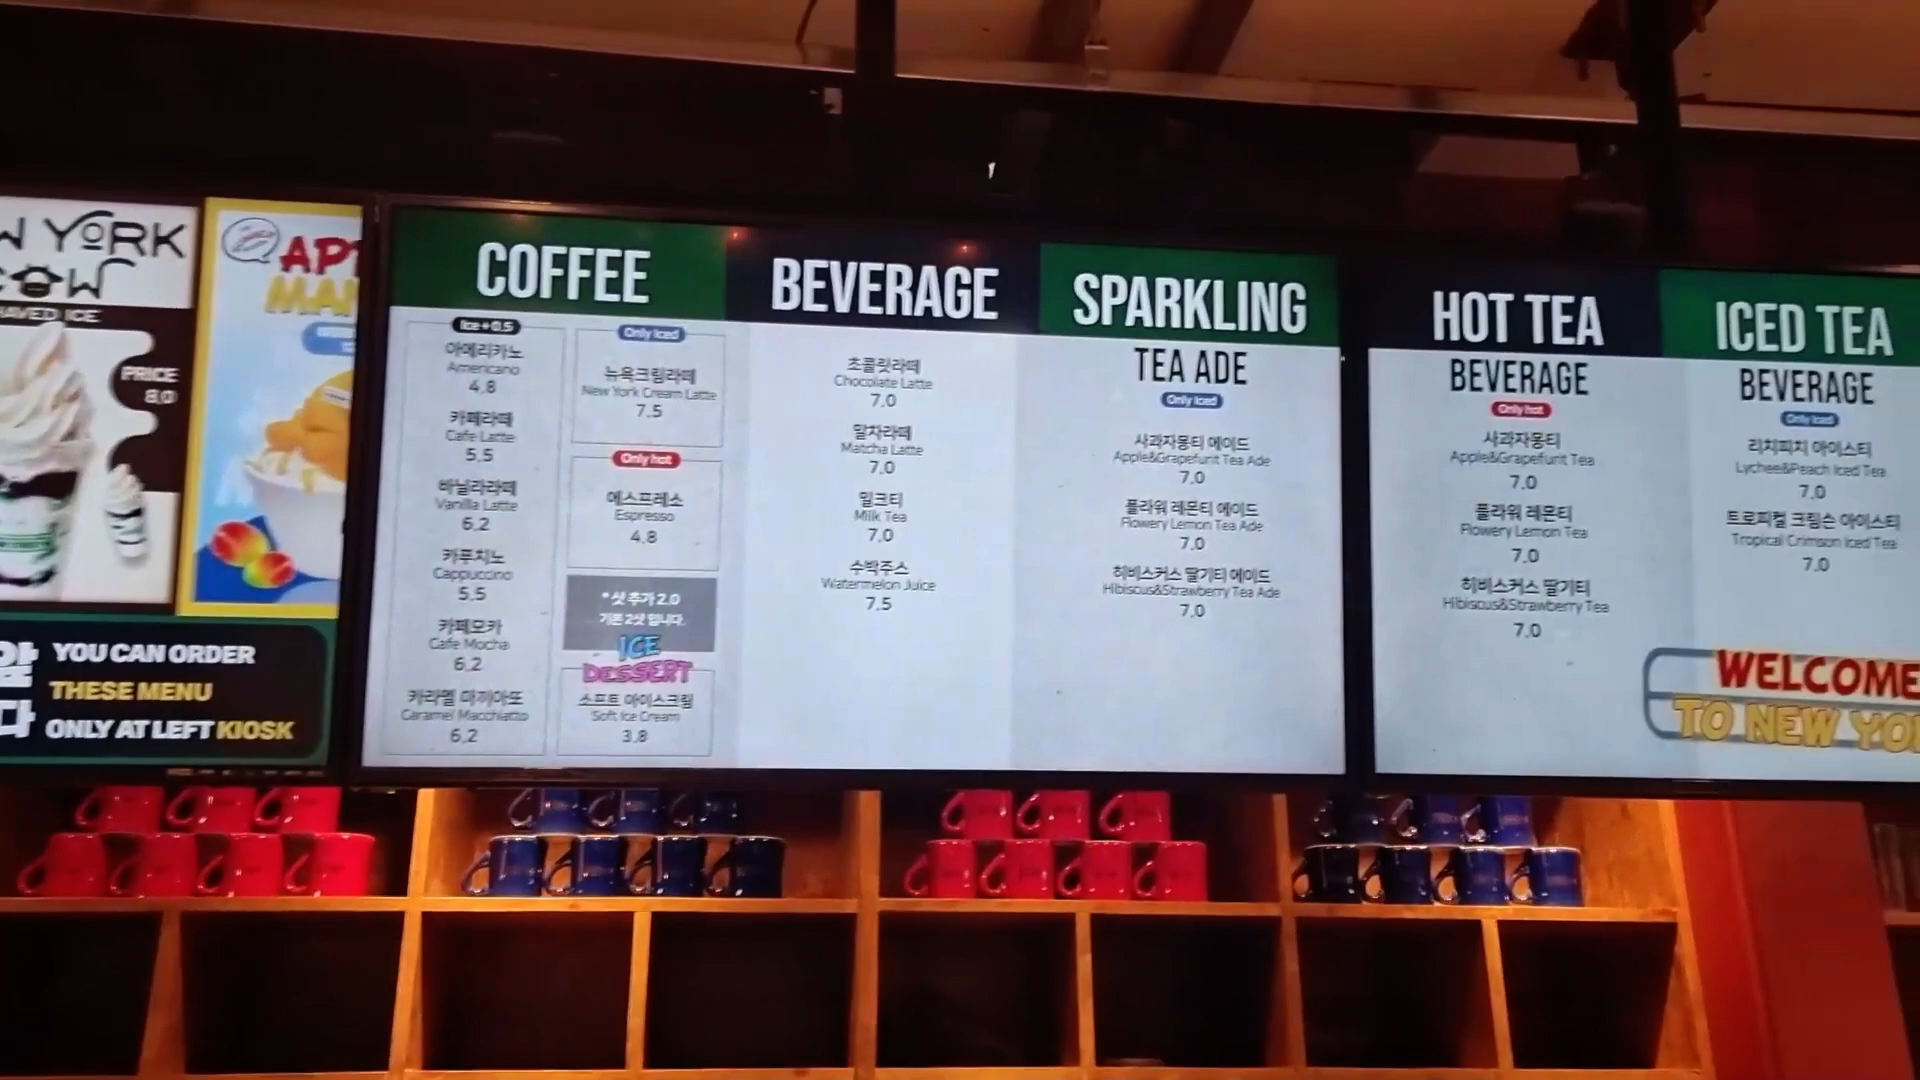 YORK
COW
SHAVED ICE
PRICE
8.0
YOU CAN ORDER
THESE MENU
ONLY AT LEFT KIOSK
COFFEE
Ice+0.5
아메리카노
Americano
4.8
카페라떼
Cafe Latte
5.5
바닐라라떼
Vanilla Latte
6.2
카푸치노
Cappuccino
5.5
카페모카
Cafe Mocha
6.2
카라멜 마끼아또
Caramel Macchiatto
6.2
Only Iced
뉴욕크림라떼
New York Cream Latte
7.5
Only hot
에스프레소
Espresso
4.8
*샷 추가 2.0
기본 2샷 입니다.
ICE
DESSERT
소프트 아이스크림
Soft Ice Cream
3.8
BEVERAGE
초콜릿라떼
Chocolate Latte
7.0
말차라떼
Matcha Latte
7.0
밀크티
Milk Tea
7.0
수박주스
Watermelon Juice
7.5
SPARKLING
TEA ADE
Only Iced
사과자몽티 에이드
Apple&Grapefurit Tea Ade
7.0
플라워 레몬티 에이드
Flowery Lemon Tea Ade
7.0
히비스커스 딸기티 에이드
Hibiscus&Strawberry Tea Ade
7.0
HOT TEA
BEVERAGE
Only hot
사과자몽티
Apple&Grapefurit Tea
7.0
플라워 레몬티
Flowery Lemon Tea
7.0
히비스커스 딸기티
Hibiscus&Strawberry Tea
7.0
ICED TEA
BEVERAGE
Only Iced
리치피치 아이스티
Lychee&Peach Iced Tea
7.0
트로피컬 크림슨 아이스티
Tropical Crimson Iced Tea
7.0
WELCOME
TO NEW YO